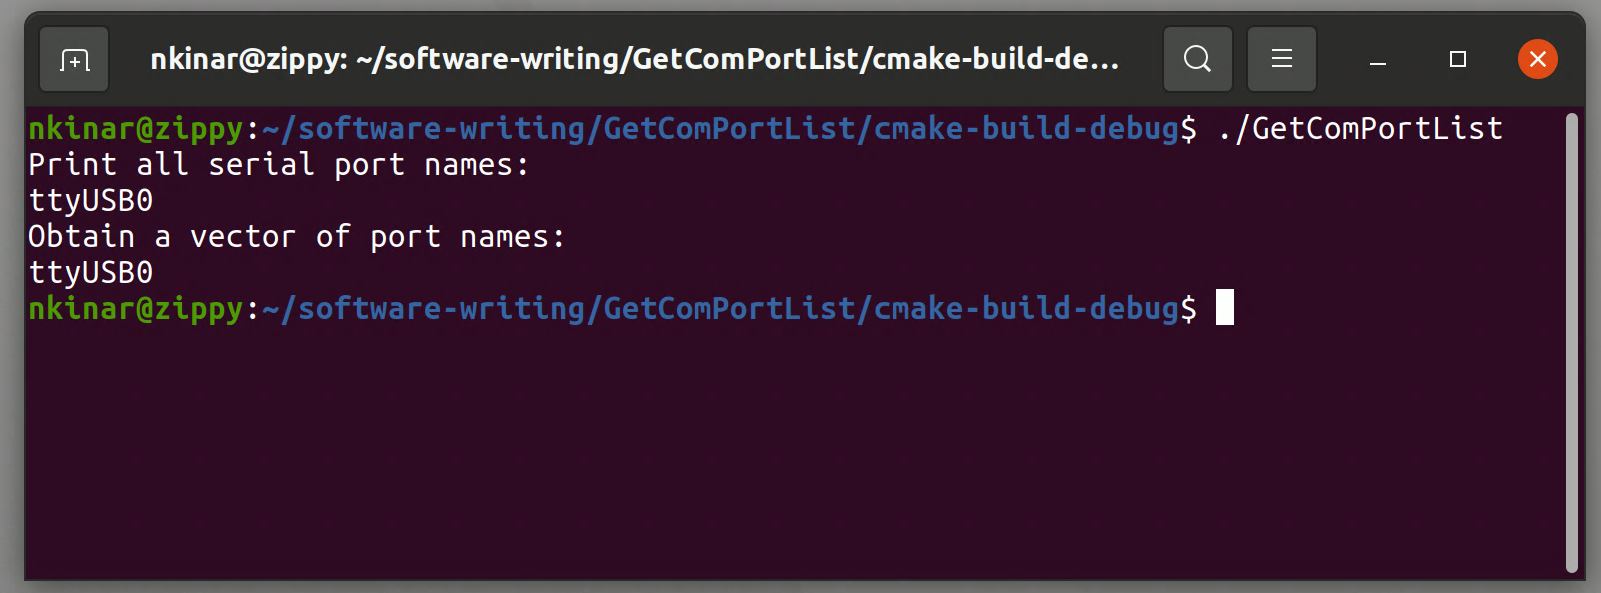 nkinar@zippy: ~/software-writing/GetComPortList/cmake-build-de...
nkinar@zippy:~/software-writing/GetComPortList/cmake-build-debug$ ./GetComPortList
Print all serial port names:
ttyUSB0
Obtain a vector of port names:
ttyUSB0
nkinar@zippy:~/software-writing/GetComPortList/cmake-build-debug$